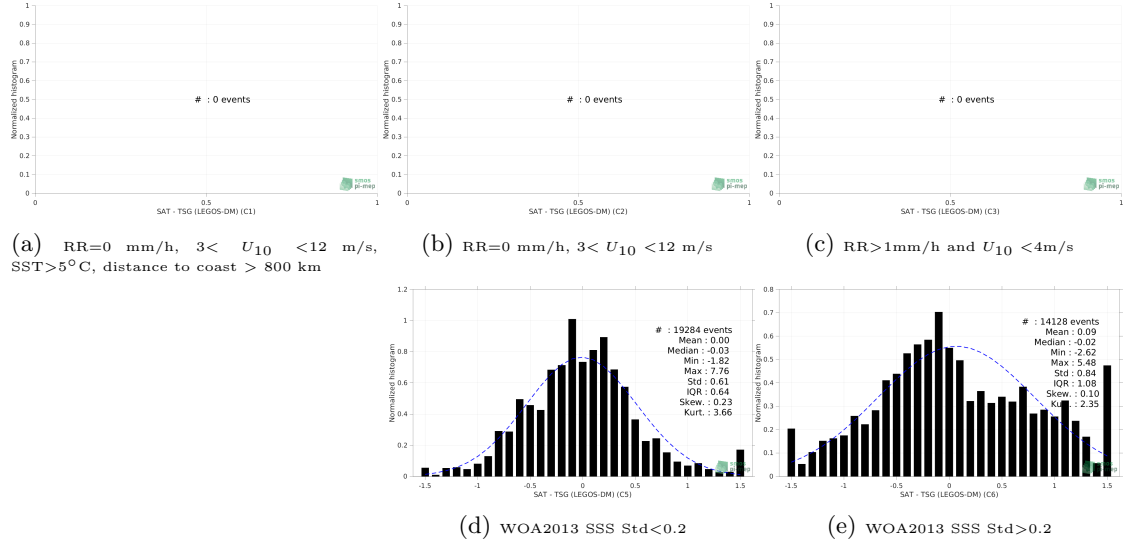 1
0.9
0.8
0.7
0.6
0.5
0.4
0.3
0.2
0.1
0
Normalized histogram
# : 0 events
smos
pi-mep
0 0.5 1
SAT - TSG (LEGOS-DM) (C1)
(a) RR=0 mm/h, 3< U10 <12 m/s,
SST>5°C, distance to coast > 800 km
1
0.9
0.8
0.7
0.6
0.5
0.4
0.3
0.2
0.1
0
Normalized histogram
# : 0 events
smos
pi-mep
0 0.5 1
SAT - TSG (LEGOS-DM) (C2)
(b) RR=0 mm/h, 3< U10 <12 m/s
1
0.9
0.8
0.7
0.6
0.5
0.4
0.3
0.2
0.1
0
Normalized histogram
# : 0 events
smos
pi-mep
0 0.5 1
SAT - TSG (LEGOS-DM) (C3)
(c) RR>1mm/h and U10 <4m/s
1.2
1
0.8
0.6
0.4
0.2
0
Normalized histogram
# : 19284 events
Mean : 0.00
Median : -0.03
Min : -1.82
Max : 7.76
Std : 0.61
IQR : 0.64
Skew. : 0.23
Kurt. : 3.66
smos
pi-mep
-1.5 -1 -0.5 0 0.5 1 1.5
SAT - TSG (LEGOS-DM) (C5)
(d) WOA2013 SSS Std<0.2
0.8
0.7
0.6
0.5
0.4
0.3
0.2
0.1
0
Normalized histogram
# : 14128 events
Mean : 0.09
Median : -0.02
Min : -2.62
Max : 5.48
Std : 0.84
IQR : 1.08
Skew. : 0.10
Kurt. : 2.35
-1.5 -1 -0.5 0 0.5 1 1.5
SAT - TSG (LEGOS-DM) (C6)
(e) WOA2013 SSS Std>0.2